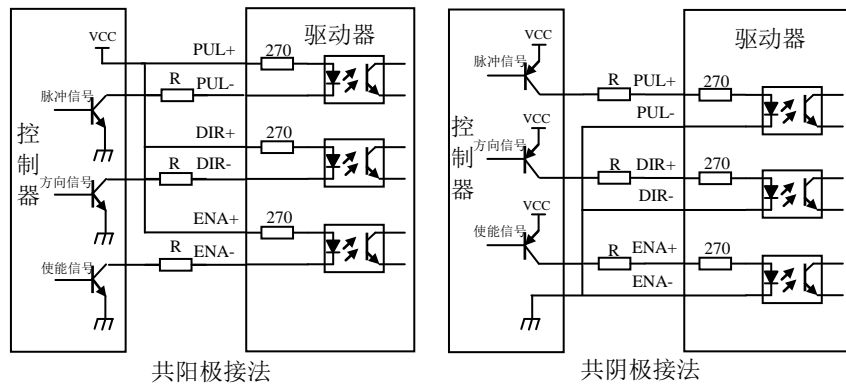 VCC
PUL+
270
驱动器
脉冲信号
R
PUL-
控制器
DIR+
270
方向信号
R
DIR-
ENA+
270
使能信号
R
ENA-
共阳极接法
VCC
驱动器
脉冲信号
R
PUL+
270
PUL-
控制器
VCC
方向信号
R
DIR+
270
DIR-
VCC
使能信号
R
ENA+
270
ENA-
共阴极接法